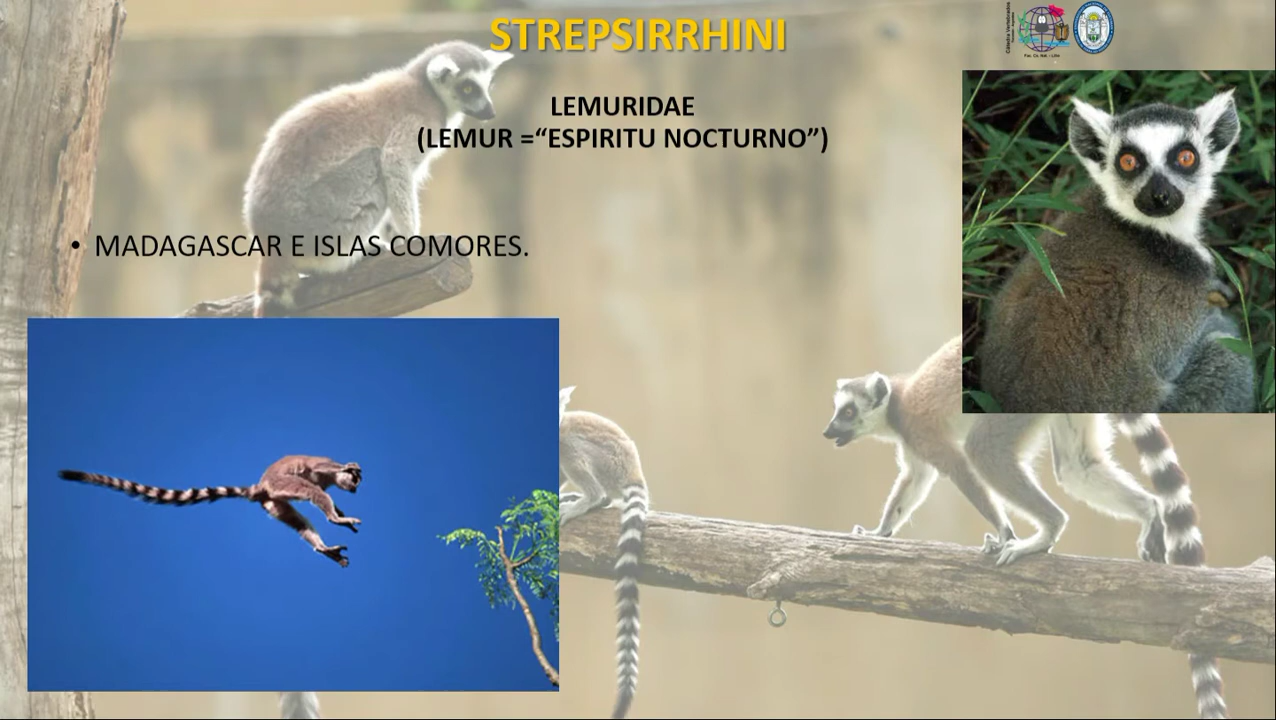 STREPSIRRHINI
LEMURIDAE
(LEMUR =“ESPIRITU NOCTURNO”)
• MADAGASCAR E ISLAS COMORES.